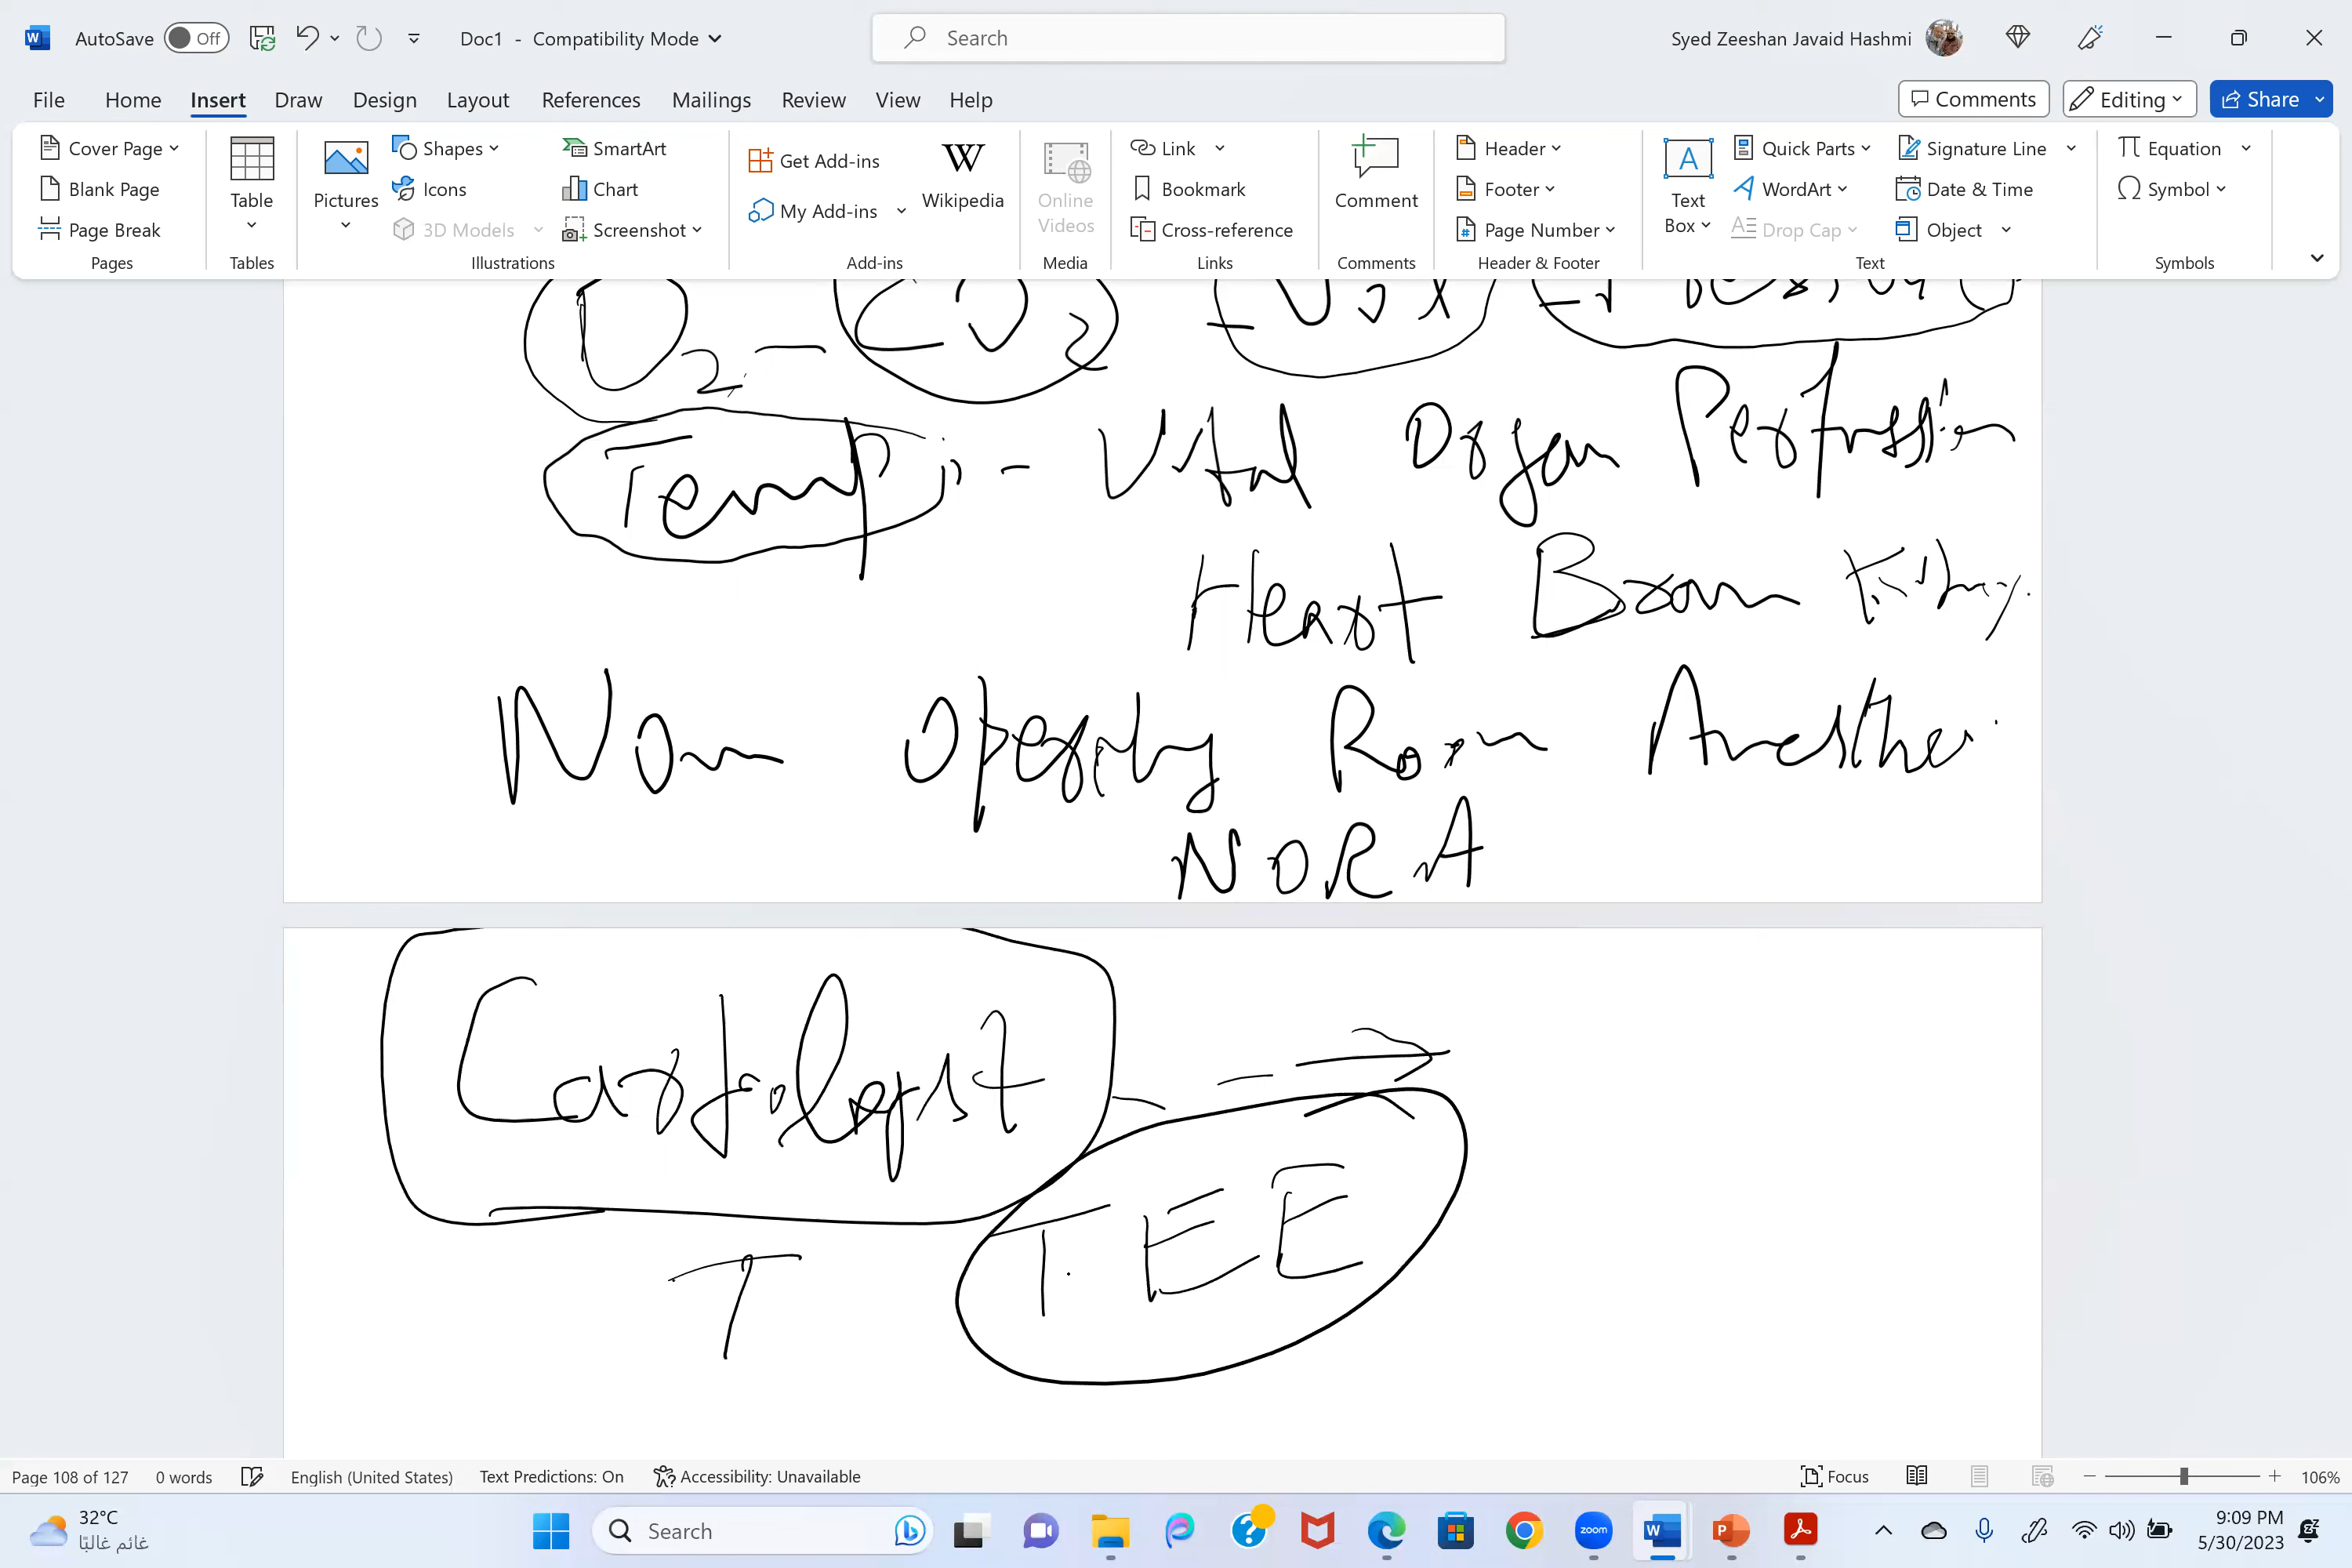 AutoSave Off Doc1 - Compatibility Mode Search Syed Zeeshan Javaid Hashmi
File Home Insert Draw Design Layout References Mailings Review View Help Comments Editing Share
Cover Page
Blank Page
Page Break
Pages
Table
Tables
Pictures
Shapes
Icons
3D Models
SmartArt
Chart
Screenshot
Illustrations
Get Add-ins
My Add-ins
W
Wikipedia
Add-ins
Online
Videos
Media
Link
Bookmark
Cross-reference
Links
Comment
Comments
Header
Footer
Page Number
Header & Footer
A
Text
Box
Quick Parts
WordArt
Drop Cap
Signature Line
Date & Time
Object
Text
Equation
Symbol
Symbols
O2 - CO2
Temp - Vital Organ Perfussion
Heart Brain Kidney
Non Operating Room Anesthes
NORA
Cardiologist
T TEE
Page 108 of 127 0 words English (United States) Text Predictions: On Accessibility: Unavailable Focus 106%
32°C
غائم غالبًا
Search
zoom
9:09 PM
5/30/2023